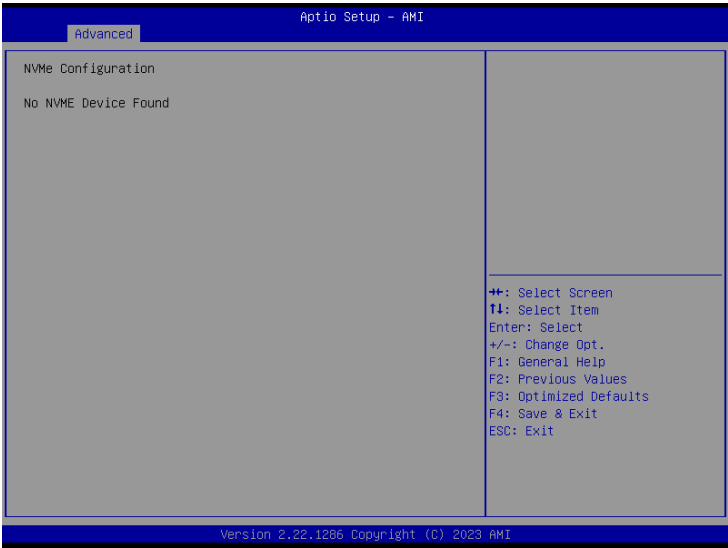 Aptio Setup – AMI
Advanced
NVMe Configuration
No NVME Device Found
→←: Select Screen
↑↓: Select Item
Enter: Select
+/-: Change Opt.
F1: General Help
F2: Previous Values
F3: Optimized Defaults
F4: Save & Exit
ESC: Exit
Version 2.22.1286 Copyright (C) 2023 AMI